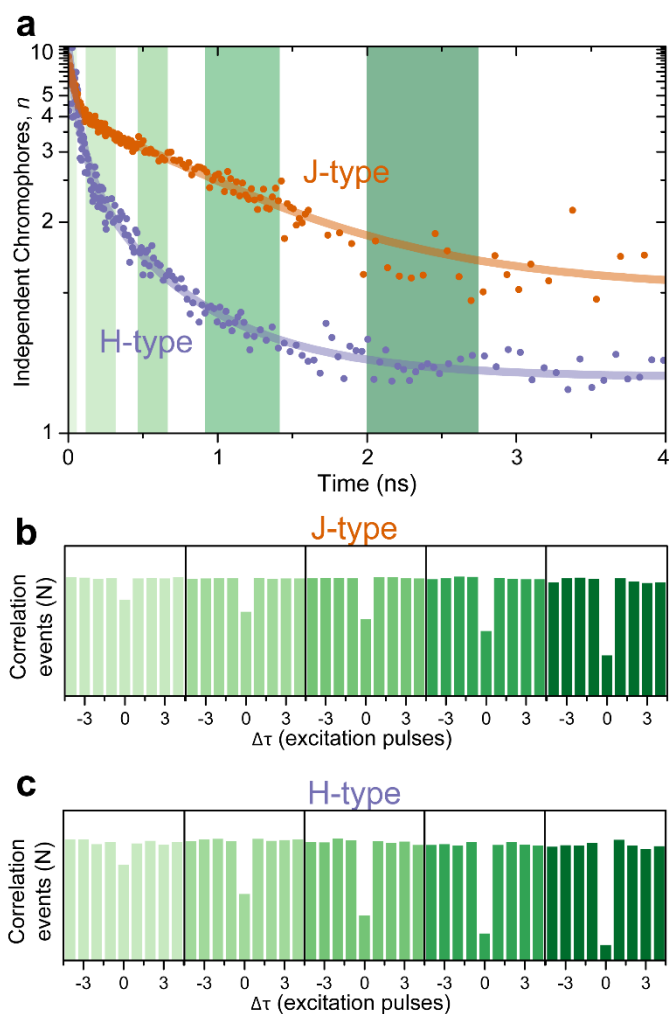 a
10
5
4
3
2
1
Independent Chromophores, n
J-type
H-type
0 1 2 3 4
Time (ns)
b
J-type
Correlation
events (N)
-3 0 3 -3 0 3 -3 0 3 -3 0 3 -3 0 3
Δτ (excitation pulses)
c
H-type
Correlation
events (N)
-3 0 3 -3 0 3 -3 0 3 -3 0 3 -3 0 3
Δτ (excitation pulses)